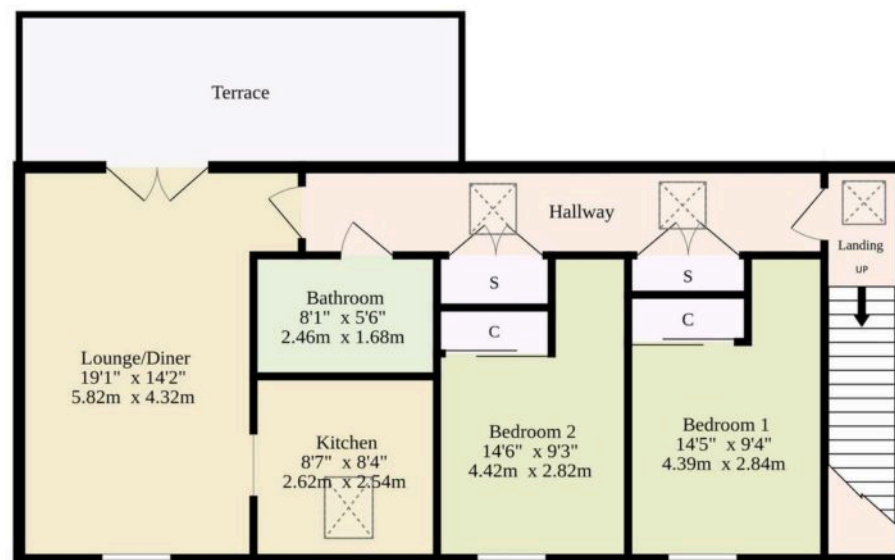 Terrace
Hallway
Landing
UP
S
S
Bathroom
8'1" x 5'6"
2.46m x 1.68m
C
C
Lounge/Diner
19'1" x 14'2"
5.82m x 4.32m
Kitchen
8'7" x 8'4"
2.62m x 2.54m
Bedroom 2
14'6" x 9'3"
4.42m x 2.82m
Bedroom 1
14'5" x 9'4"
4.39m x 2.84m